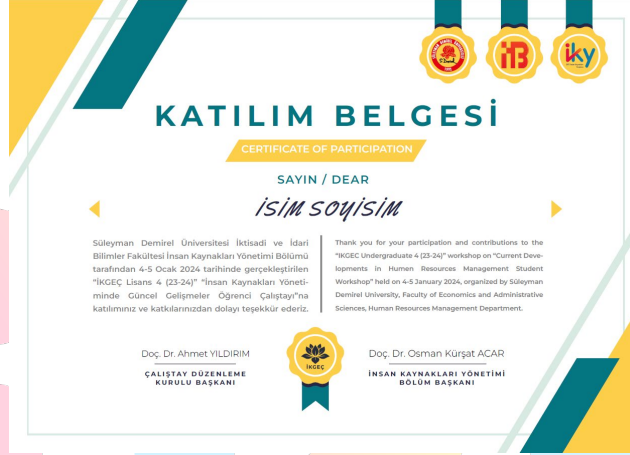 iTB
iky
KATILIM BELGESİ
CERTIFICATE OF PARTICIPATION
SAYIN / DEAR
İSİM SOYİSİM
Süleyman Demirel Üniversitesi İktisadi ve İdari
Bilimler Fakültesi İnsan Kaynakları Yönetimi Bölümü
tarafından 4-5 Ocak 2024 tarihinde gerçekleştirilen
"İKGEÇ Lisans 4 (23-24)" "İnsan Kaynakları Yöneti-
minde Güncel Gelişmeler Öğrenci Çalıştayı"na
katılımınız ve katkılarınızdan dolayı teşekkür ederiz.
Thank you for your participation and contributions to the
"IKGEC Undergraduate 4 (23-24)" workshop on "Current Deve-
lopments in Human Resources Management Student
Workshop" held on 4-5 January 2024, organized by Süleyman
Demirel University, Faculty of Economics and Administrative
Sciences, Human Resources Management Department.
Doç. Dr. Ahmet YILDIRIM
ÇALIŞTAY DÜZENLEME
KURULU BAŞKANI
İKGEÇ
Doç. Dr. Osman Kürşat ACAR
İNSAN KAYNAKLARI YÖNETİMİ
BÖLÜM BAŞKANI